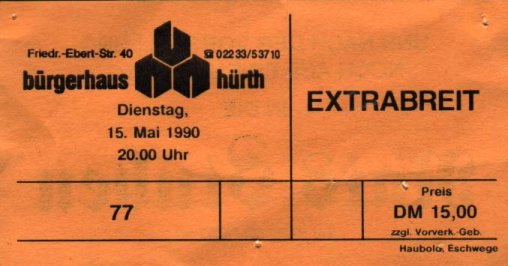 Friedr.-Ebert-Str. 40 ☎ 02233/53710
bürgerhaus hürth
Dienstag,
15. Mai 1990
20.00 Uhr
EXTRABREIT
77
Preis
DM 15,00
zzgl. Vorverk.-Geb.
Haubold, Eschwege